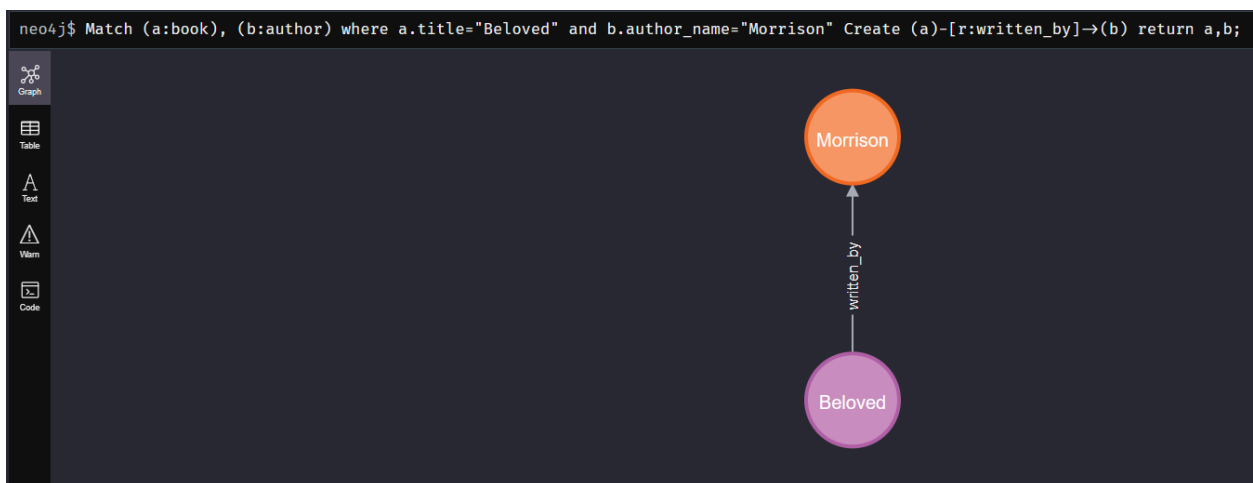 neo4j$ Match (a:book), (b:author) where a.title="Beloved" and b.author_name="Morrison" Create (a)-[r:written_by]→(b) return a,b;
Graph
Table
Text
Warn
Code
Morrison
written_by
Beloved